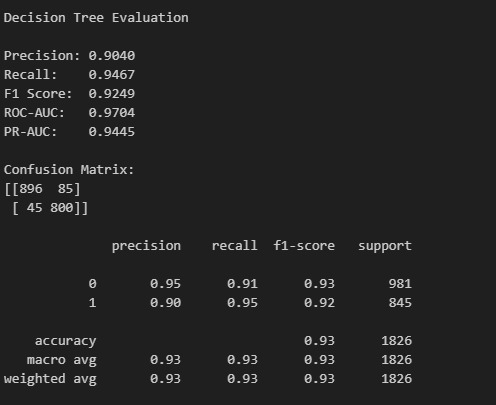 Decision Tree Evaluation
Precision: 0.9040
Recall: 0.9467
F1 Score: 0.9249
ROC-AUC: 0.9704
PR-AUC: 0.9445
Confusion Matrix:
[[896 85]
[ 45 800]]
precision recall f1-score support
0 0.95 0.91 0.93 981
1 0.90 0.95 0.92 845
accuracy 0.93 1826
macro avg 0.93 0.93 0.93 1826
weighted avg 0.93 0.93 0.93 1826